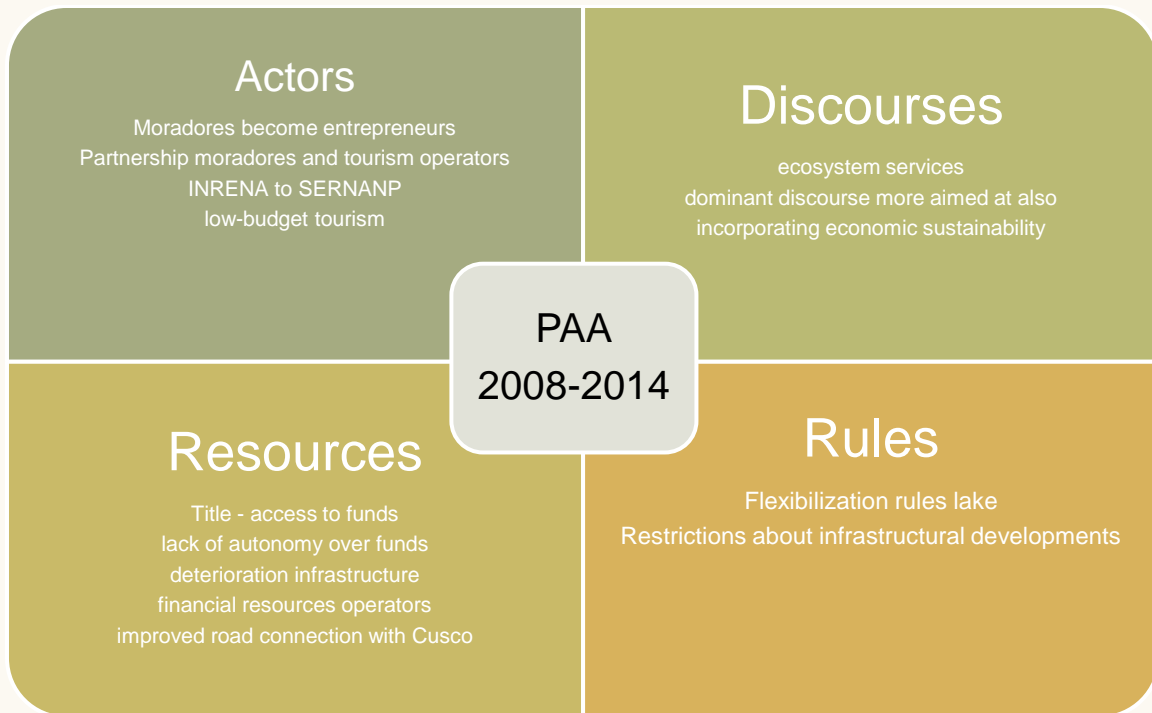 Actors
Moradores become entrepreneurs
Partnership moradores and tourism operators
INRENA to SERNANP
low-budget tourism
Discourses
ecosystem services
dominant discourse more aimed at also
incorporating economic sustainability
PAA
2008-2014
Resources
Title - access to funds
lack of autonomy over funds
deterioration infrastructure
financial resources operators
improved road connection with Cusco
Rules
Flexibilization rules lake
Restrictions about infrastructural developments